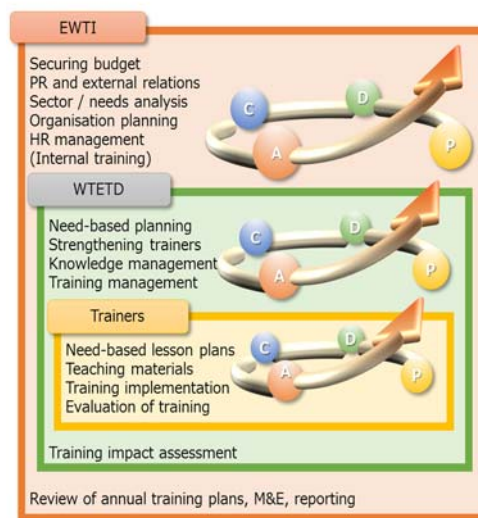 EWTI
Securing budget
PR and external relations
Sector / needs analysis
Organisation planning
HR management
(Internal training)
C
D
A
P
WTETD
Need-based planning
Strengthening trainers
Knowledge management
Training management
C
D
A
P
Trainers
Need-based lesson plans
Teaching materials
Training implementation
Evaluation of training
C
D
A
P
Training impact assessment
Review of annual training plans, M&E, reporting